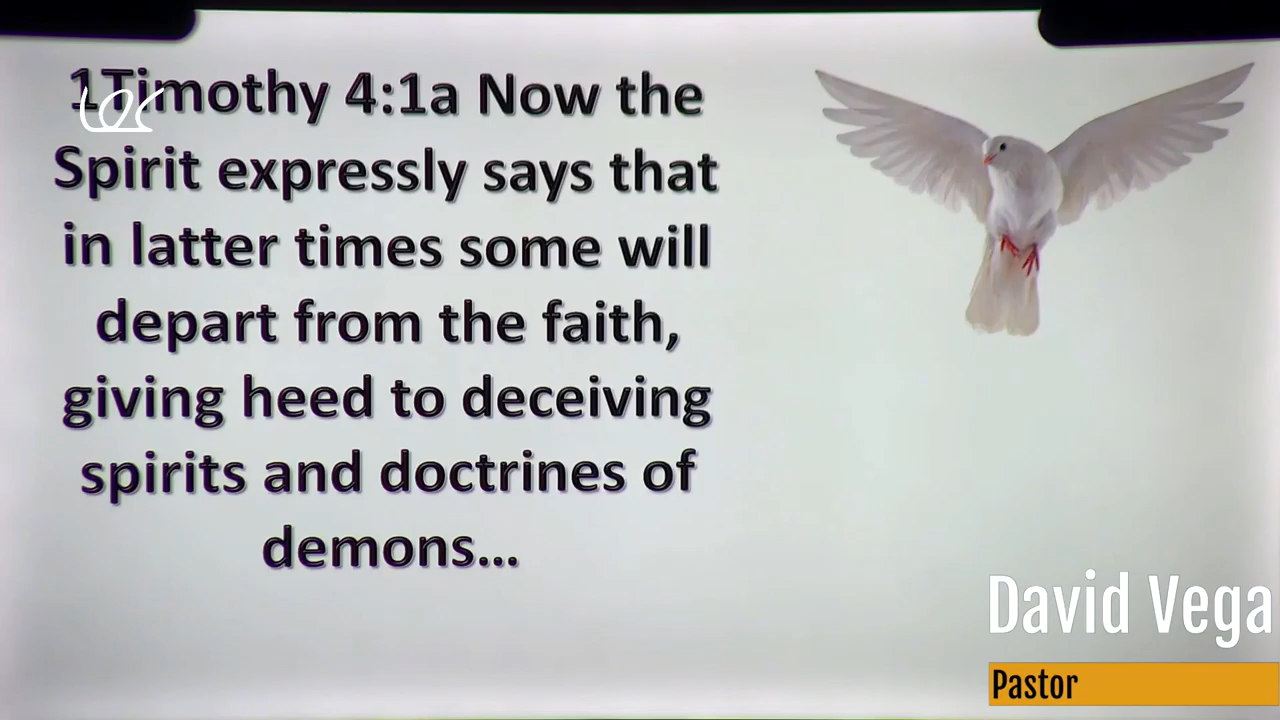 1Timothy 4:1a Now the
Spirit expressly says that
in latter times some will
depart from the faith,
giving heed to deceiving
spirits and doctrines of
demons...
David Vega
Pastor